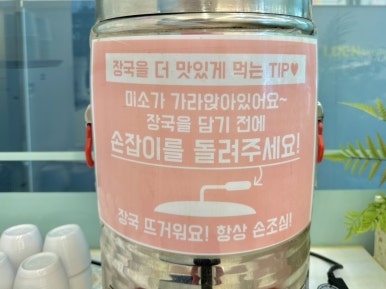 장국을 더 맛있게 먹는 TIP♥
미소가 가라앉아있어요~
장국을 담기 전에
손잡이를 돌려주세요!
장국 뜨거워요! 항상 손조심!